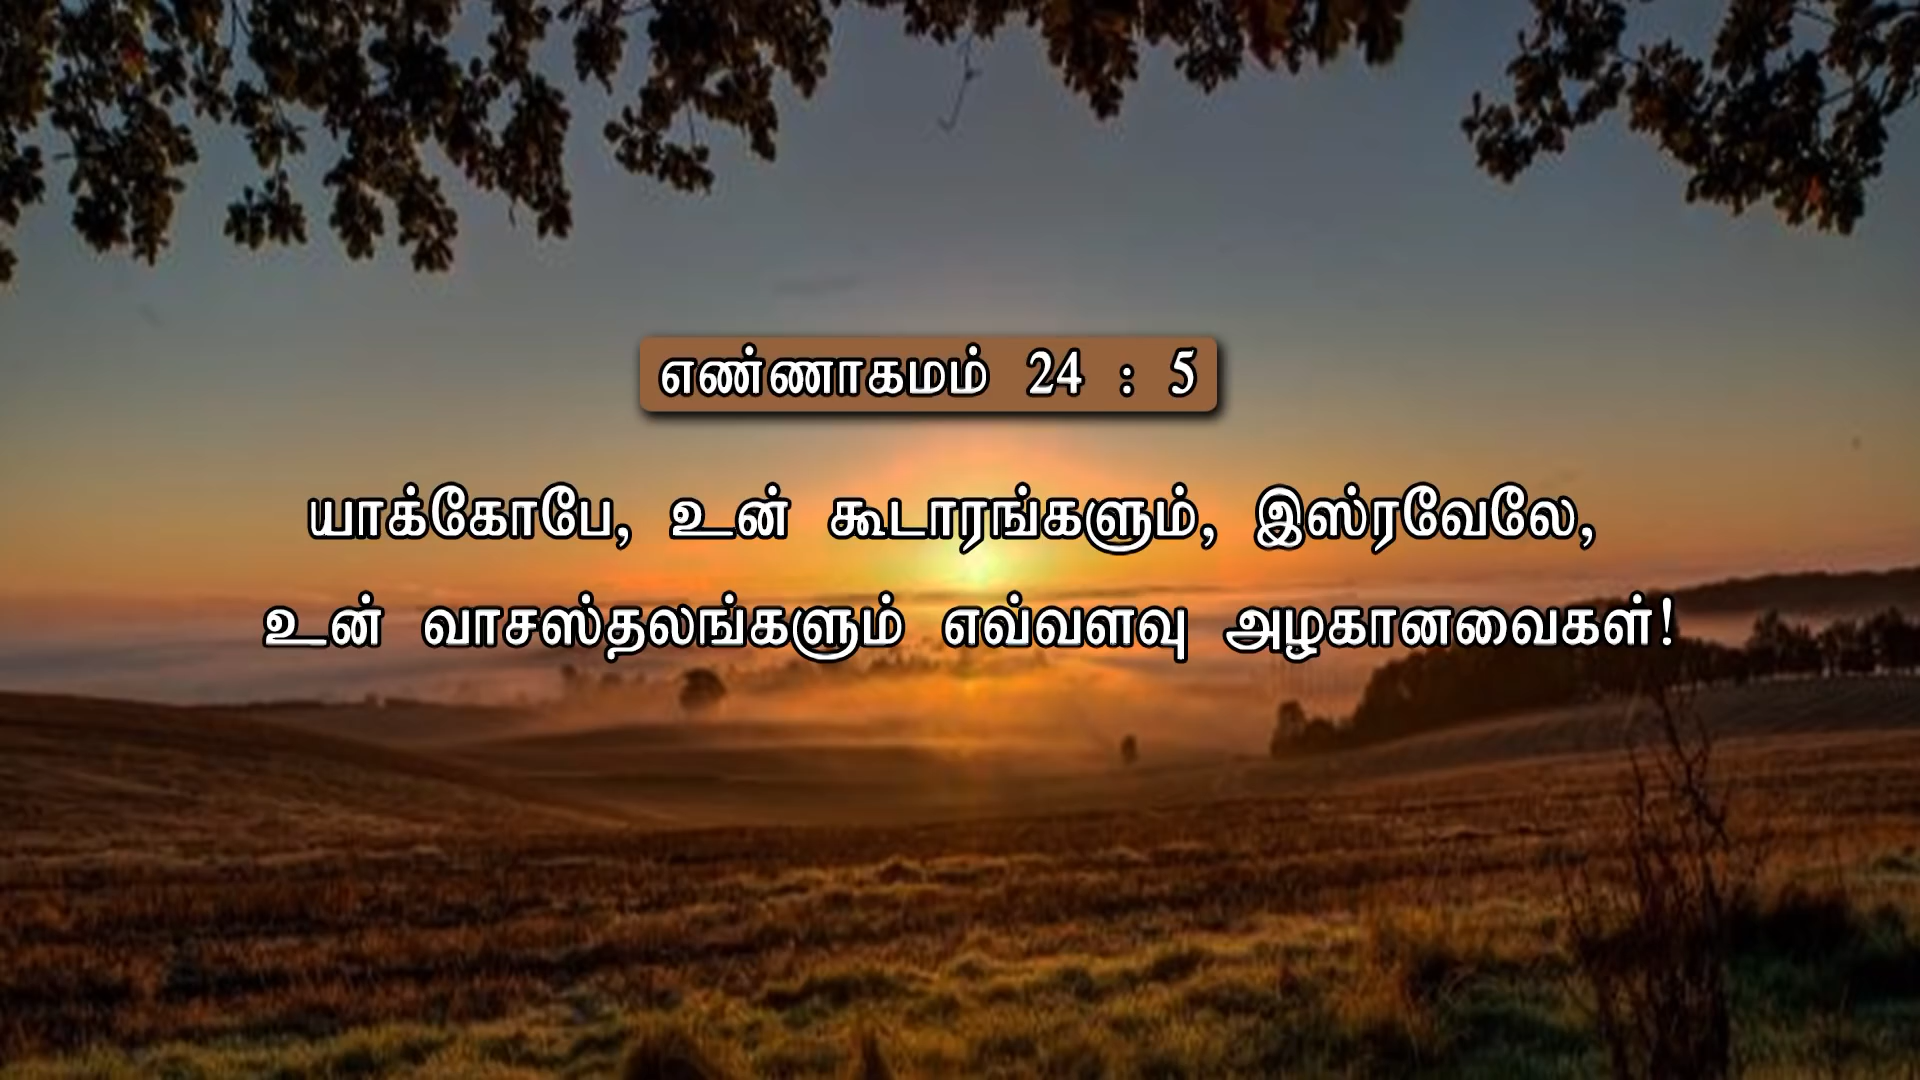 எண்ணாகமம் 24 : 5
யாக்கோபே, உன் கூடாரங்களும், இஸ்ரவேலே,
உன் வாசஸ்தலங்களும் எவ்வளவு அழகானவைகள்!